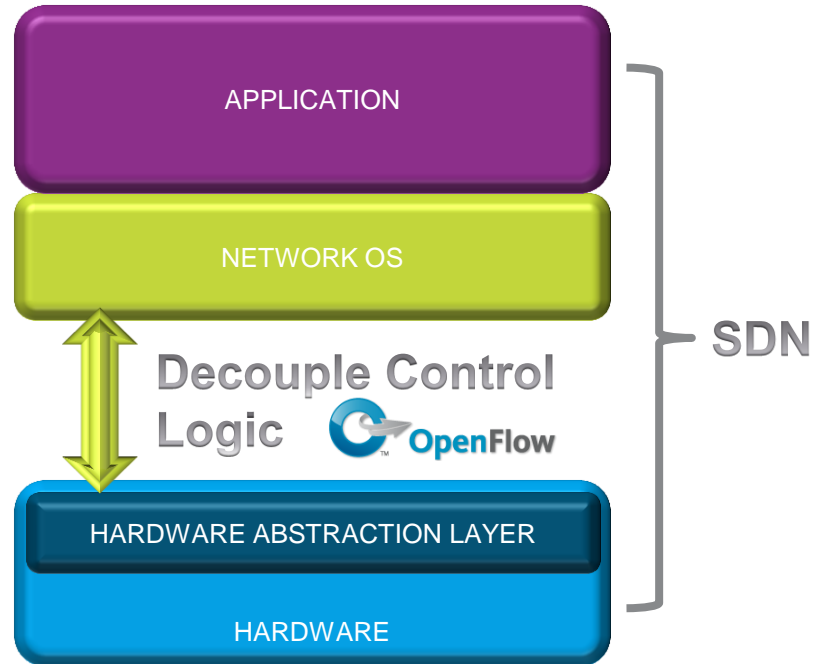 APPLICATION
NETWORK OS
SDN
Decouple Control
Logic
OpenFlow
TM
HARDWARE ABSTRACTION LAYER
HARDWARE